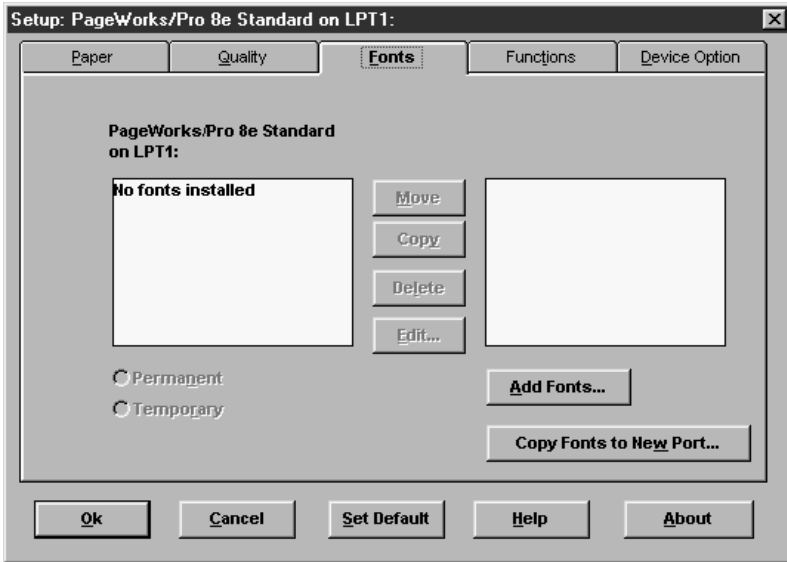 Setup: PageWorks/Pro 8e Standard on LPT1:
Paper
Quality
Fonts
Functions
Device Option
PageWorks/Pro 8e Standard
on LPT1:
No fonts installed
Move
Copy
Delete
Edit...
Permanent
Temporary
Add Fonts...
Copy Fonts to New Port...
Ok
Cancel
Set Default
Help
About